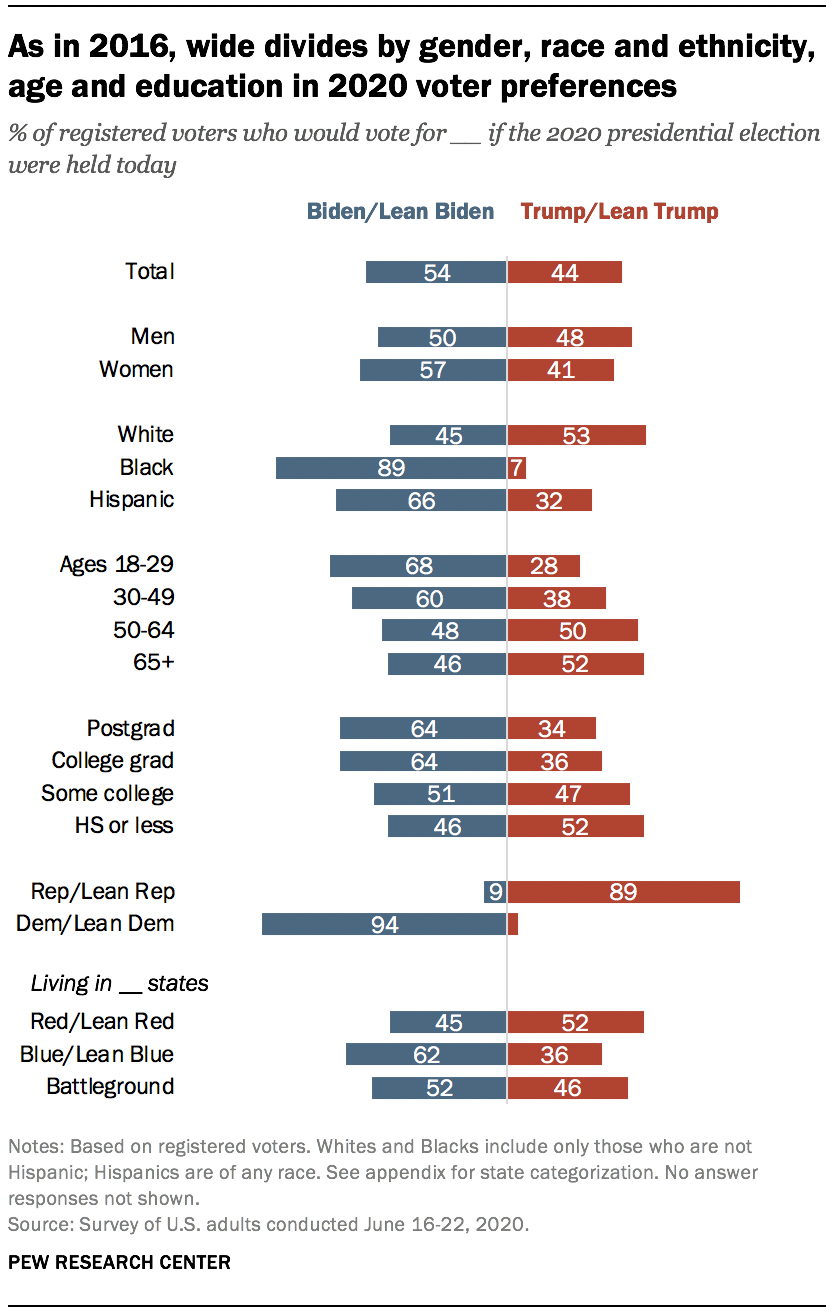 As in 2016, wide divides by gender, race and ethnicity,
age and education in 2020 voter preferences
% of registered voters who would vote for __ if the 2020 presidential election
were held today
Biden/Lean Biden Trump/Lean Trump
Total 54 44
Men 50 48
Women 57 41
White 45 53
Black 89 7
Hispanic 66 32
Ages 18-29 68 28
30-49 60 38
50-64 48 50
65+ 46 52
Postgrad 64 34
College grad 64 36
Some college 51 47
HS or less 46 52
Rep/Lean Rep 9 89
Dem/Lean Dem 94
Living in __ states
Red/Lean Red 45 52
Blue/Lean Blue 62 36
Battleground 52 46
Notes: Based on registered voters. Whites and Blacks include only those who are not
Hispanic; Hispanics are of any race. See appendix for state categorization. No answer
responses not shown.
Source: Survey of U.S. adults conducted June 16-22, 2020.
PEW RESEARCH CENTER